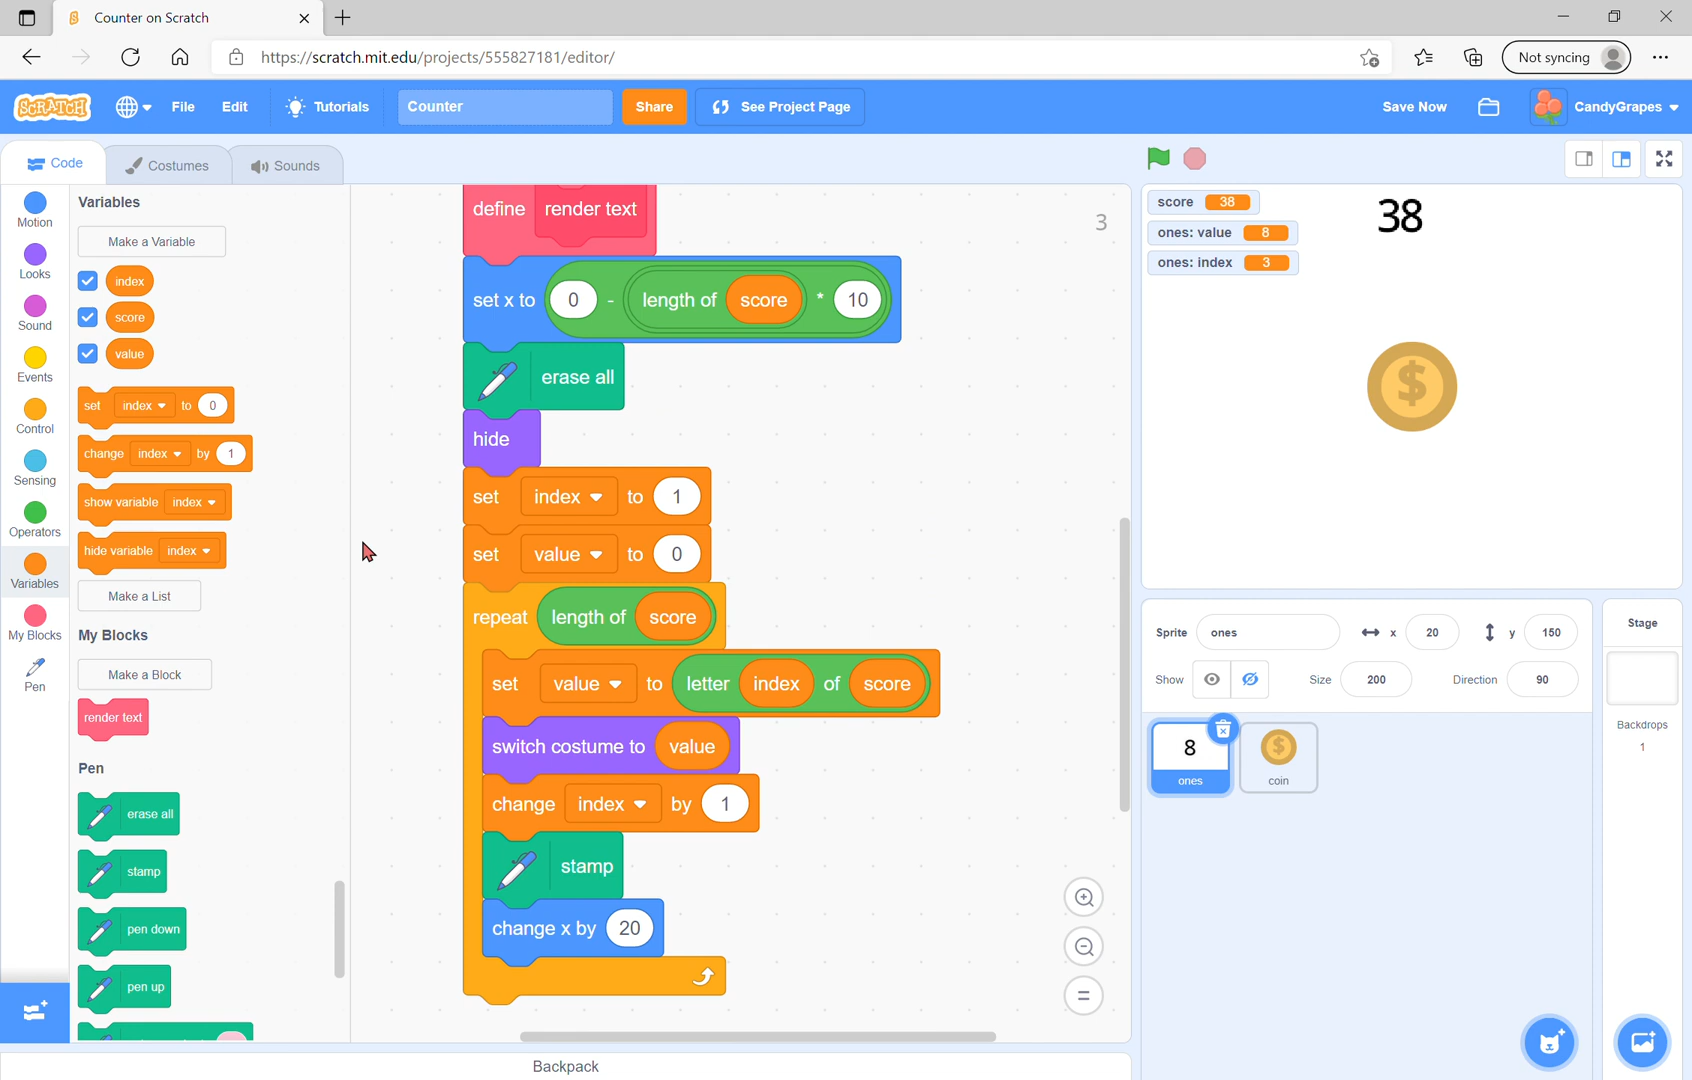 Counter on Scratch
https://scratch.mit.edu/projects/555827181/editor/
Not syncing
SCRATCH
File
Edit
Tutorials
Counter
Share
See Project Page
Save Now
CandyGrapes
Code
Costumes
Sounds
Motion
Looks
Sound
Events
Control
Sensing
Operators
Variables
My Blocks
Pen
Variables
Make a Variable
index
score
value
set index to 0
change index by 1
show variable index
hide variable index
Make a List
My Blocks
Make a Block
render text
Pen
erase all
stamp
pen down
pen up
define render text
3
set x to 0 - length of score * 10
erase all
hide
set index to 1
set value to 0
repeat length of score
set value to letter index of score
switch costume to value
change index by 1
stamp
change x by 20
Backpack
score 38
ones: value 8
ones: index 3
38
$
Sprite ones x 20 y 150
Show Size 200 Direction 90
8
ones
$
coin
Stage
Backdrops
1